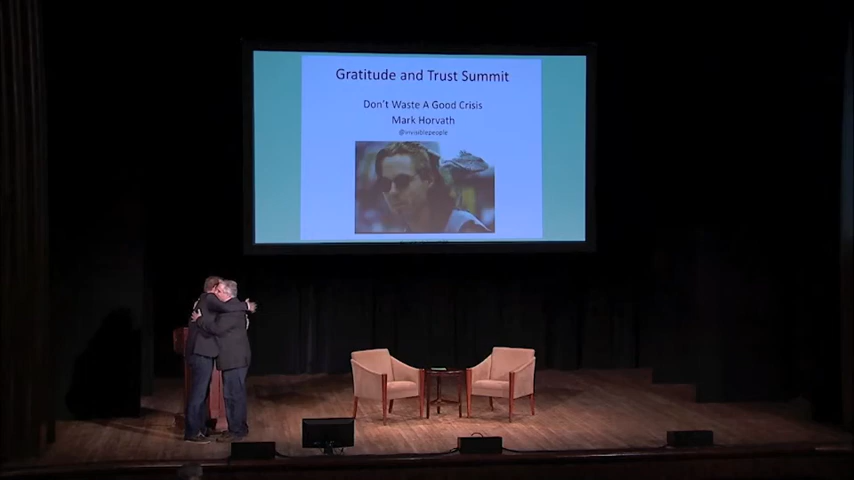 Gratitude and Trust Summit
Don't Waste A Good Crisis
Mark Horvath
@invisiblepeople